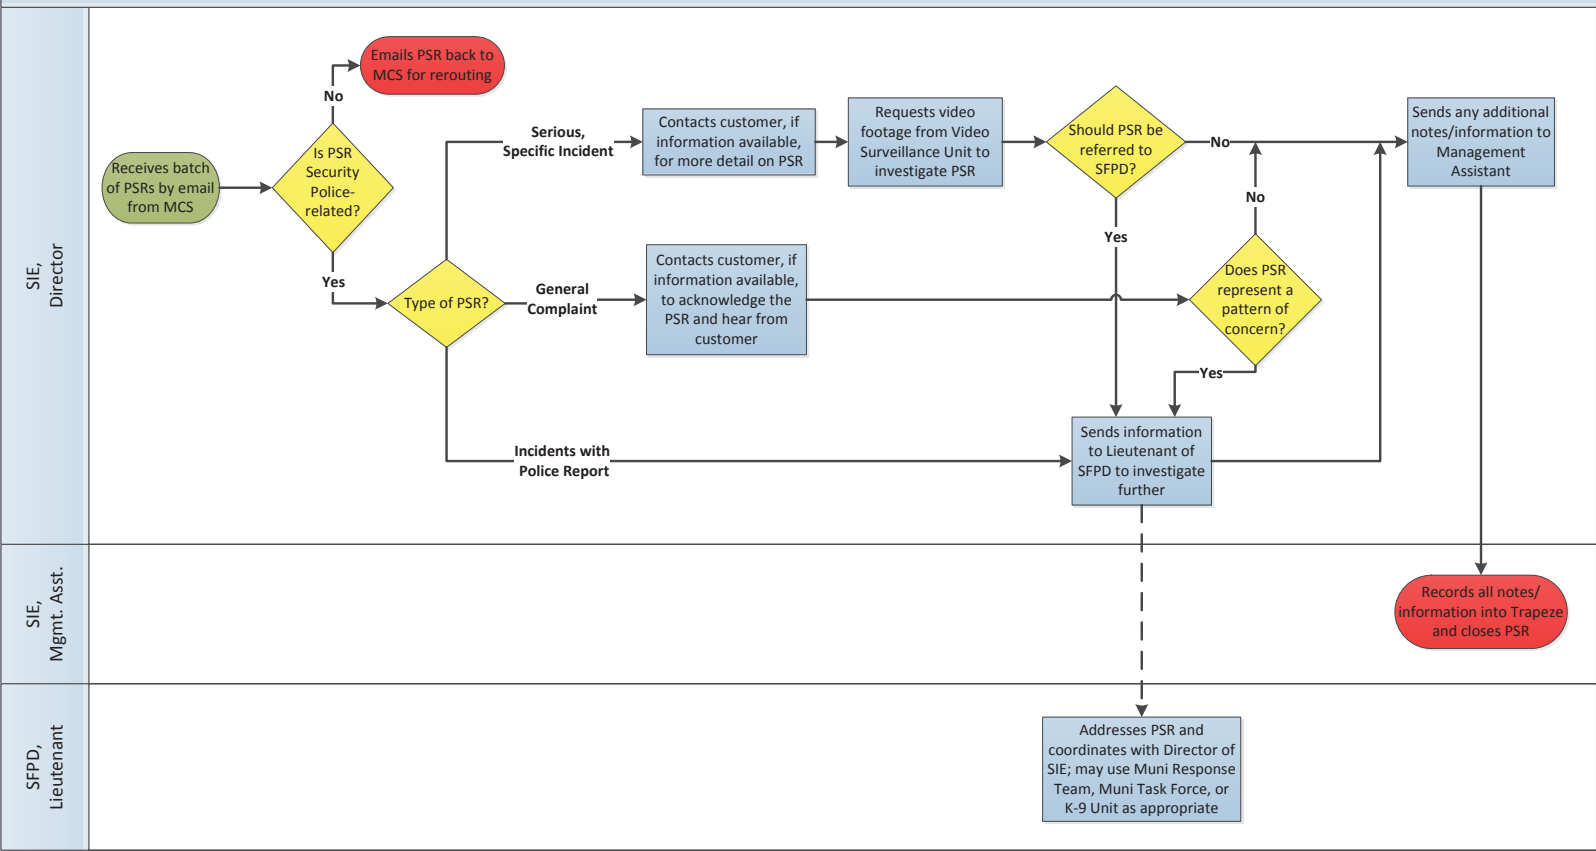 SIE,
Director
Receives batch
of PSRs by email
from MCS
Is PSR
Security
Police-
related?
No
Emails PSR back to
MCS for rerouting
Yes
Type of PSR?
Serious,
Specific Incident
Contacts customer, if
information available,
for more detail on PSR
Requests video
footage from Video
Surveillance Unit to
investigate PSR
Should PSR be
referred to
SFPD?
No
Yes
Sends any additional
notes/information to
Management
Assistant
General
Complaint
Contacts customer, if
information available,
to acknowledge the
PSR and hear from
customer
Does PSR
represent a
pattern of
concern?
No
Yes
Incidents with
Police Report
Sends information
to Lieutenant of
SFPD to investigate
further
SIE,
Mgmt. Asst.
Records all notes/
information into Trapeze
and closes PSR
SFPD,
Lieutenant
Addresses PSR and
coordinates with Director of
SIE; may use Muni Response
Team, Muni Task Force, or
K-9 Unit as appropriate